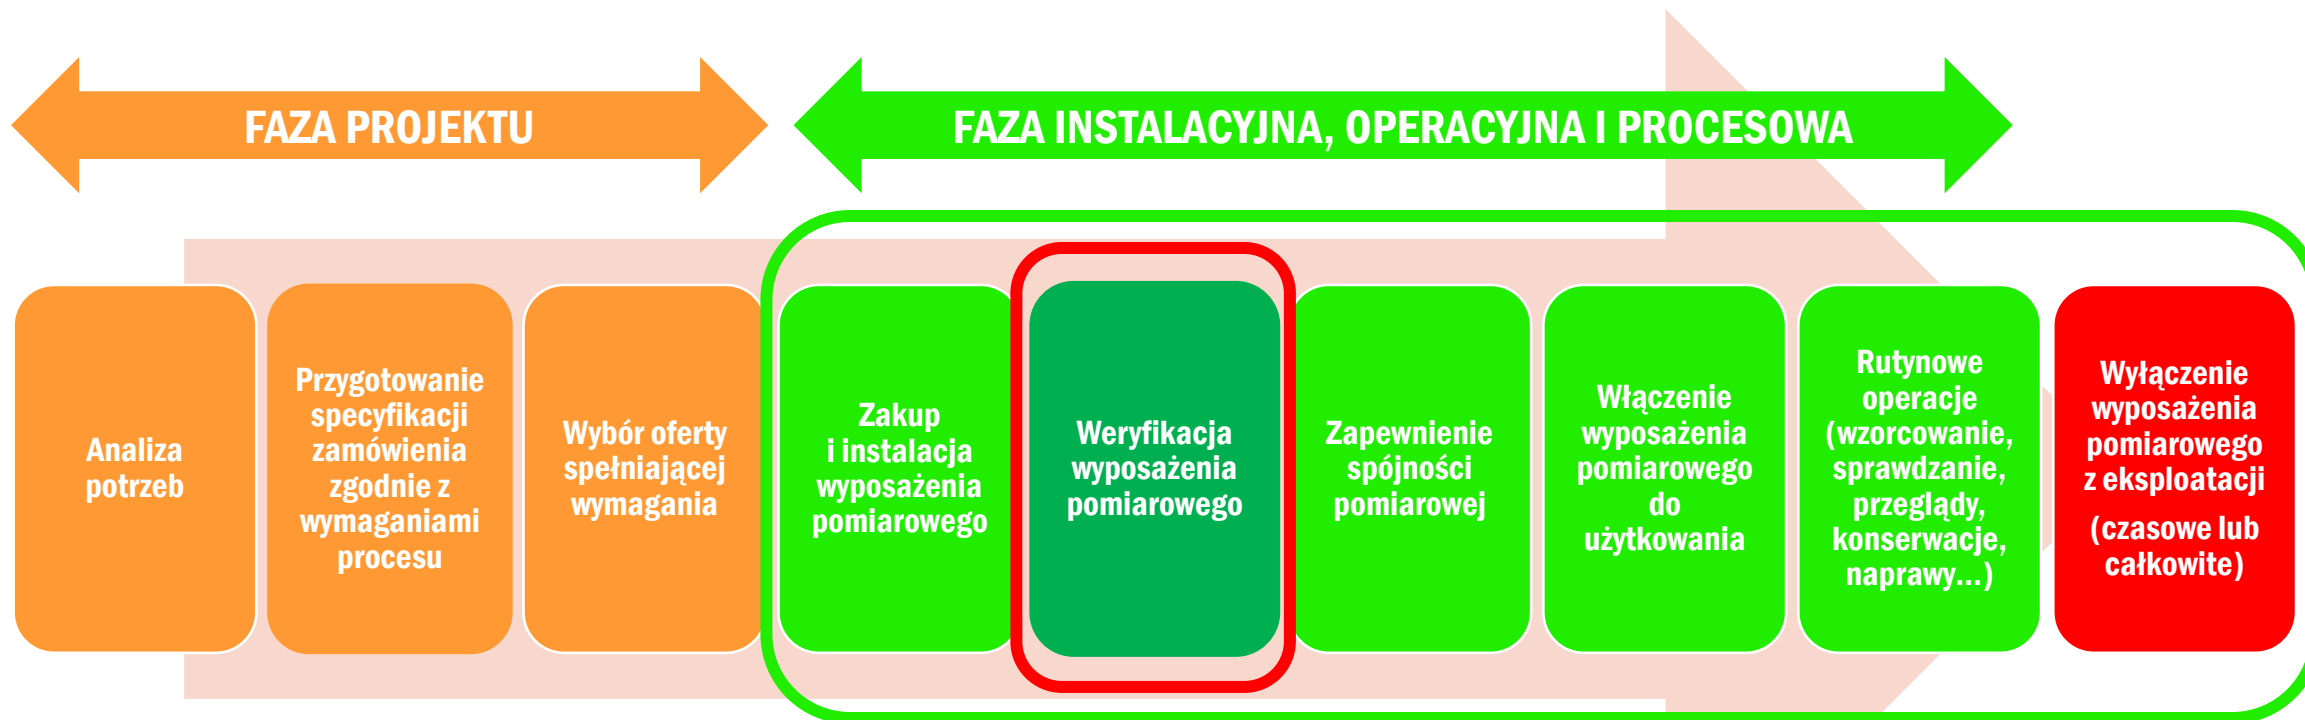 FAZA PROJEKTU
FAZA INSTALACYJNA, OPERACYJNA I PROCESOWA
Analiza
potrzeb
Przygotowanie
specyfikacji
zamówienia
zgodnie z
wymaganiami
procesu
Wybór oferty
spełniającej
wymagania
Zakup
i instalacja
wyposażenia
pomiarowego
Weryfikacja
wyposażenia
pomiarowego
Zapewnienie
spójności
pomiarowej
Włączenie
wyposażenia
pomiarowego
do
użytkowania
Rutynowe
operacje
(wzorcowanie,
sprawdzanie,
przeglądy,
konserwacje,
naprawy...)
Wyłączenie
wyposażenia
pomiarowego
z eksploatacji
(czasowe lub
całkowite)